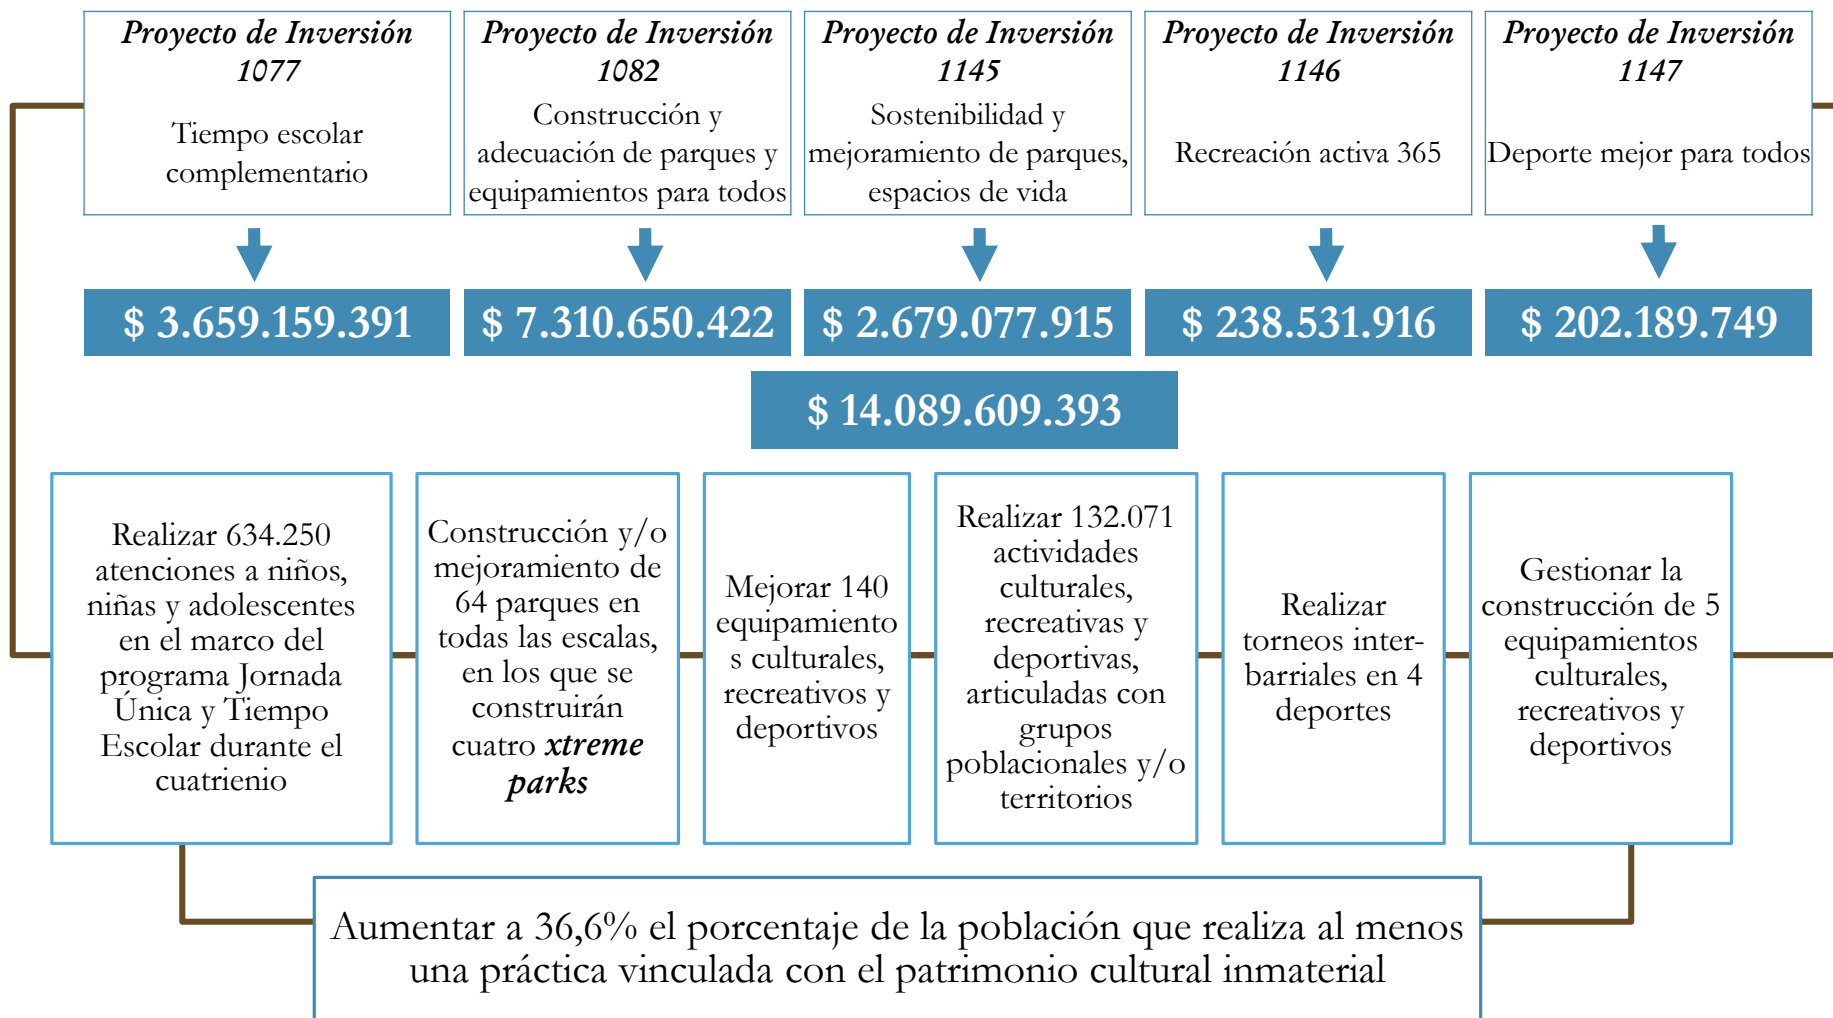 Proyecto de Inversión
1077
Tiempo escolar
complementario
Proyecto de Inversión
1082
Construcción y
adecuación de parques y
equipamientos para todos
Proyecto de Inversión
1145
Sostenibilidad y
mejoramiento de parques,
espacios de vida
Proyecto de Inversión
1146
Recreación activa 365
Proyecto de Inversión
1147
Deporte mejor para todos
$ 3.659.159.391
$ 7.310.650.422
$ 2.679.077.915
$ 238.531.916
$ 202.189.749
$ 14.089.609.393
Realizar 634.250
atenciones a niños,
niñas y adolescentes
en el marco del
programa Jornada
Única y Tiempo
Escolar durante el
cuatrienio
Construcción y/o
mejoramiento de
64 parques en
todas las escalas,
en los que se
construirán
cuatro xtreme
parks
Mejorar 140
equipamiento
s culturales,
recreativos y
deportivos
Realizar 132.071
actividades
culturales,
recreativas y
deportivas,
articuladas con
grupos
poblacionales y/o
territorios
Realizar
torneos inter-
barriales en 4
deportes
Gestionar la
construcción de 5
equipamientos
culturales,
recreativos y
deportivos
Aumentar a 36,6% el porcentaje de la población que realiza al menos
una práctica vinculada con el patrimonio cultural inmaterial